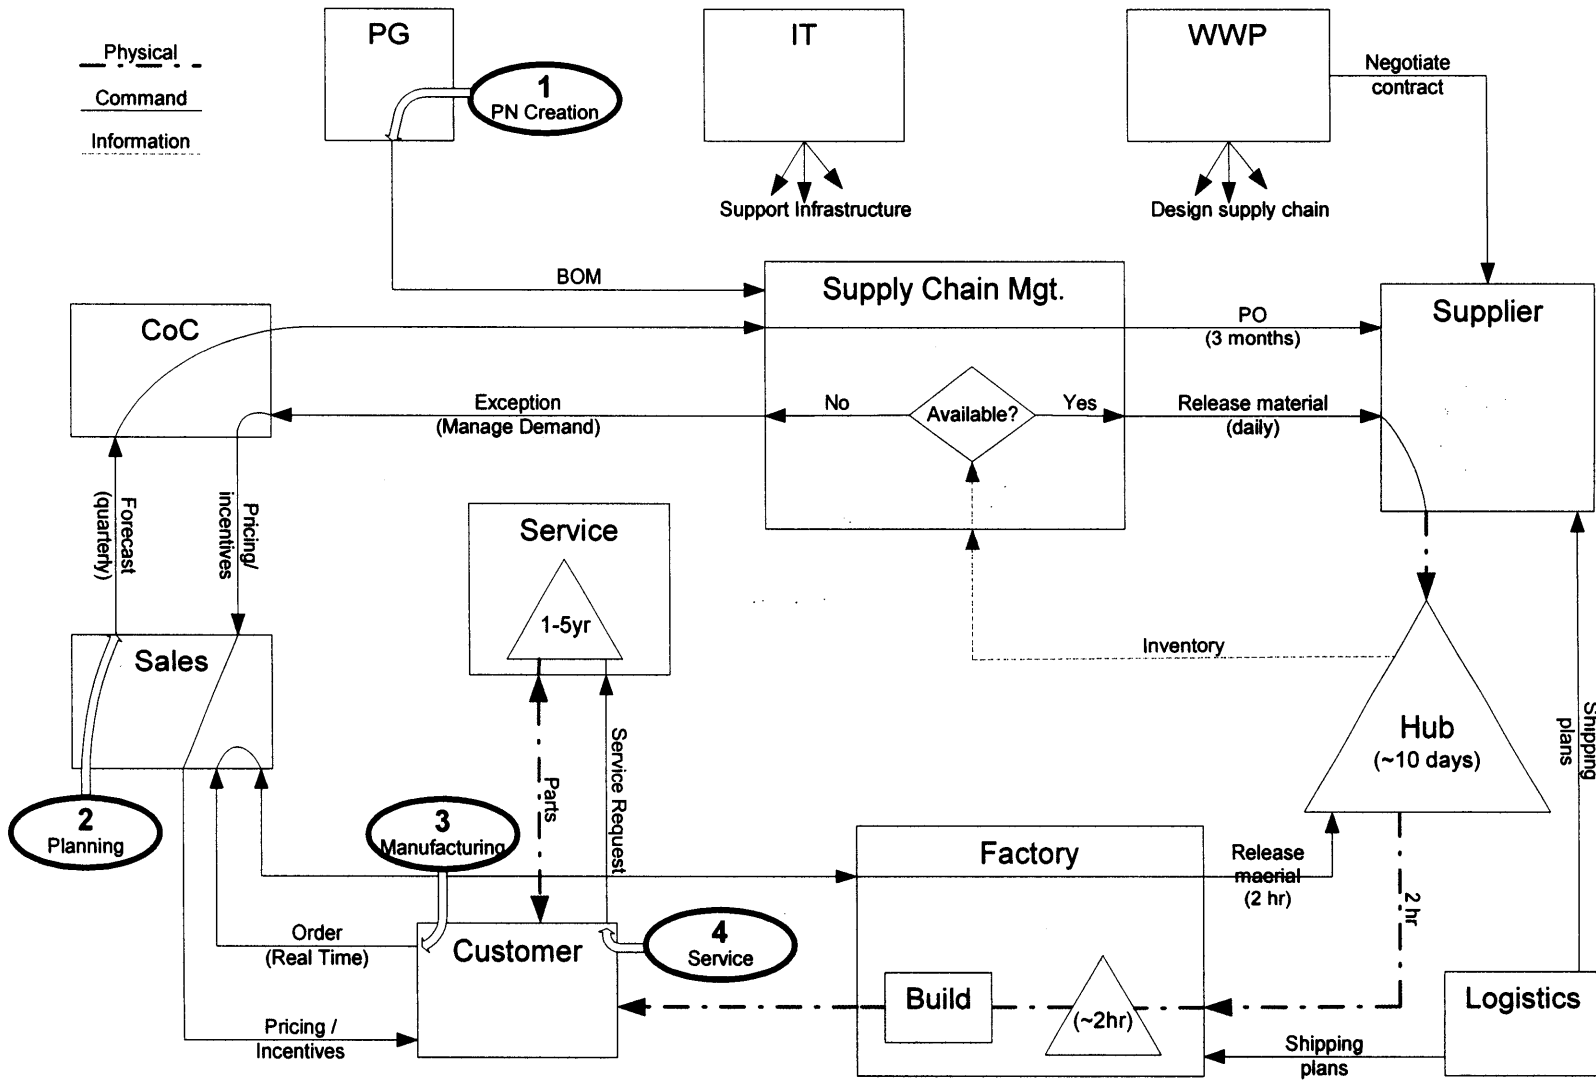 PG
IT
WWP
Physical
Command
Information
1
PN Creation
Negotiate
contract
Support Infrastructure
Design supply chain
BOM
Supply Chain Mgt.
CoC
Supplier
PO
(3 months)
Exception
(Manage Demand)
No
Available?
Yes
Release material
(daily)
Forecast
(quarterly)
Pricing/
incentives
Service
1-5yr
Inventory
Sales
Hub
(~10 days)
Shipping
plans
Parts
Service Request
2
Planning
3
Manufacturing
Factory
Release
maerial
(2 hr)
2 hr
Order
(Real Time)
Customer
4
Service
Build
(~2hr)
Logistics
Pricing /
Incentives
Shipping
plans